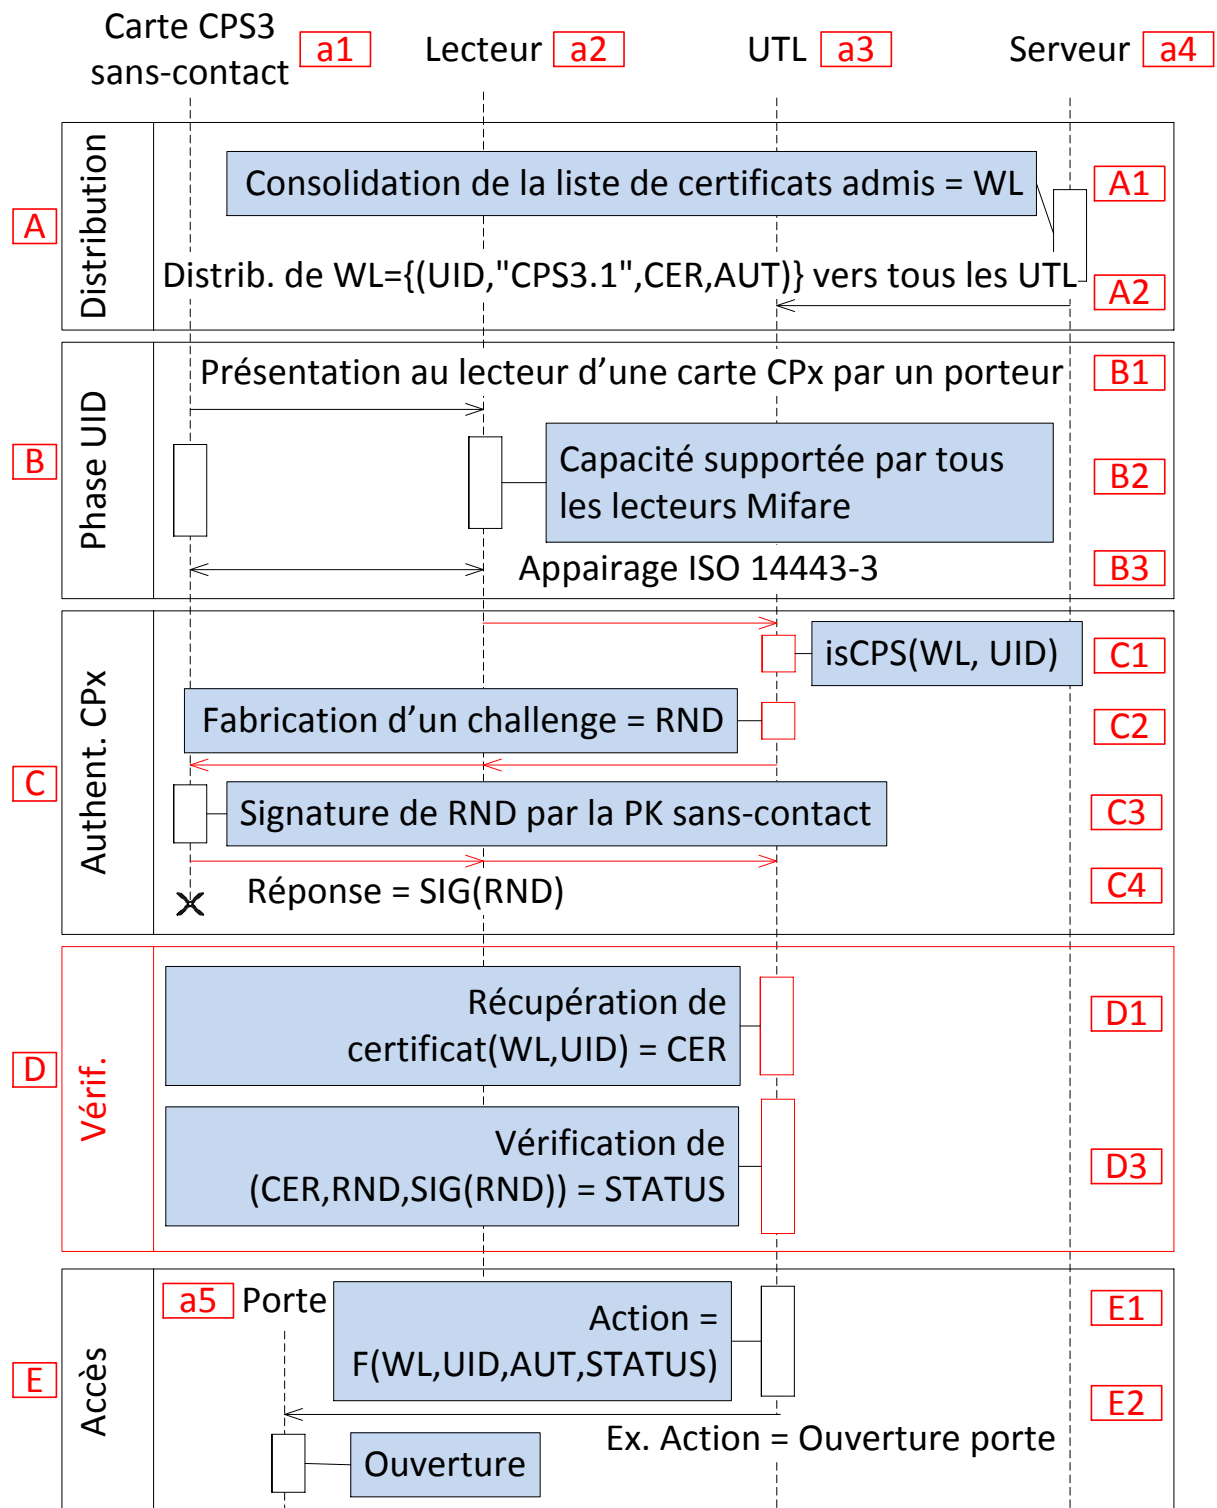 Carte CPS3
sans-contact
a1
Lecteur
a2
UTL
a3
Serveur
a4
A
Distribution
Consolidation de la liste de certificats admis = WL
A1
Distrib. de WL={(UID,"CPS3.1",CER,AUT)} vers tous les UTL
A2
B
Phase UID
Présentation au lecteur d’une carte CPx par un porteur
B1
Capacité supportée par tous
les lecteurs Mifare
B2
Appairage ISO 14443-3
B3
C
Authent. CPx
isCPS(WL, UID)
C1
Fabrication d’un challenge = RND
C2
Signature de RND par la PK sans-contact
C3
Réponse = SIG(RND)
C4
D
Vérif.
Récupération de
certificat(WL,UID) = CER
D1
Vérification de
(CER,RND,SIG(RND)) = STATUS
D3
E
Accès
a5
Porte
Action =
F(WL,UID,AUT,STATUS)
E1
E2
Ex. Action = Ouverture porte
Ouverture